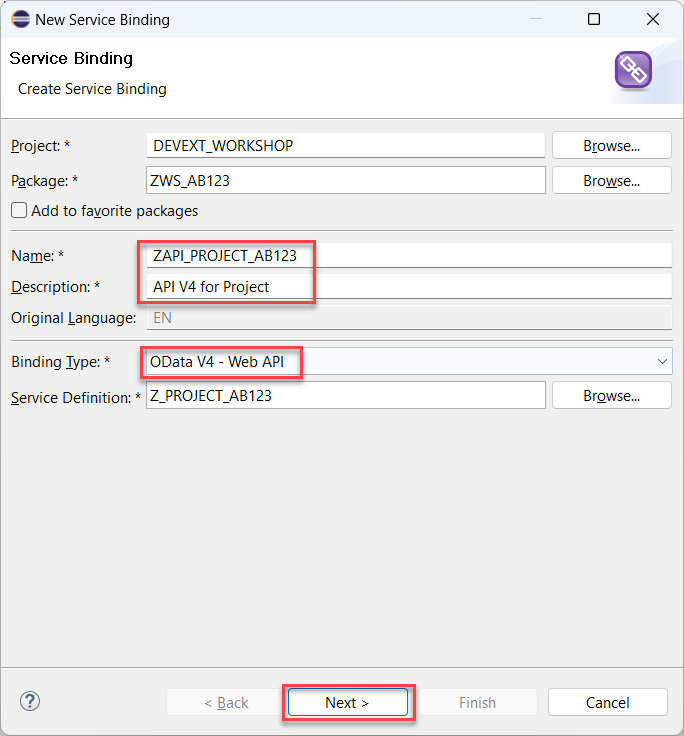 New Service Binding
Service Binding
Create Service Binding
Project: * DEVEXT_WORKSHOP Browse...
Package: * ZWS_AB123 Browse...
Add to favorite packages
Name: * ZAPI_PROJECT_AB123
Description: * API V4 for Project
Original Language: EN
Binding Type: * OData V4 - Web API
Service Definition: * Z_PROJECT_AB123 Browse...
? < Back Next > Finish Cancel